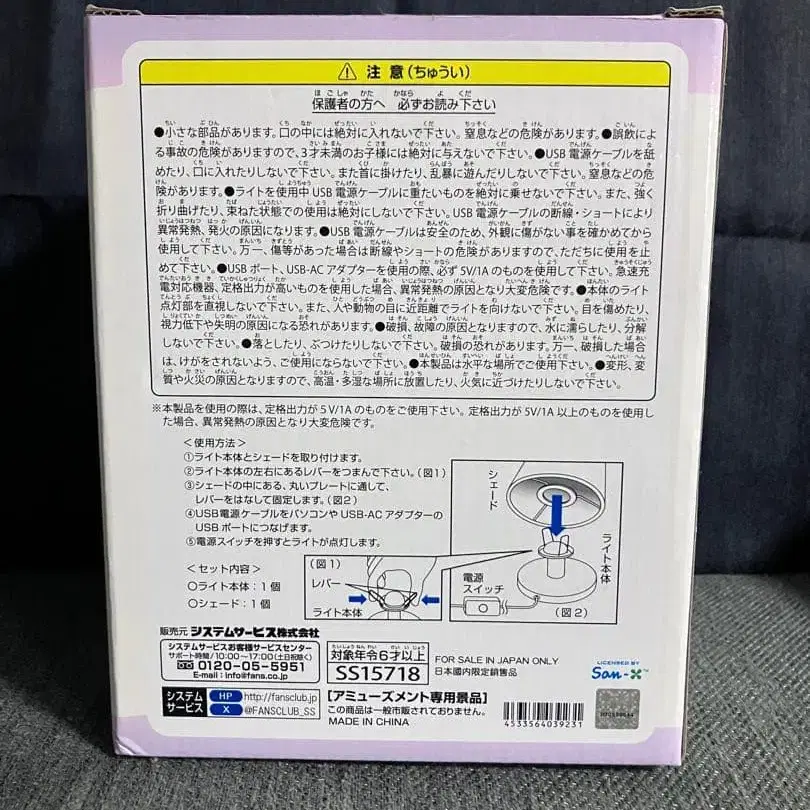 ⚠ 注意(ちゅうい)
保護者の方へ 必ずお読み下さい
●小さな部品があります。口の中には絶対に入れないで下さい。窒息などの危険があります。●誤飲によ
る事故の危険がありますので、3才未満のお子様には絶対に与えないで下さい。●USB電源ケーブルを舐
めたり、口に入れたりしないで下さい。また首に掛けたり、乱暴に遊んだりしないで下さい。窒息などの危
険があります。●ライトを使用中USB電源ケーブルに重たいものを絶対に乗せないで下さい。また、強く
折り曲げたり、束ねた状態での使用は絶対にしないで下さい。USB電源ケーブルの断線・ショートにより
異常発熱、発火の原因になります。●USB電源ケーブルは安全のため、外観に傷がない事を確かめてから
使用して下さい。万一、傷等があった場合は断線やショートの危険がありますので、ただちに使用を止
めて下さい。●USBポート、USB-ACアダプターを使用の際、必ず5V/1Aのものを使用して下さい。急速充
電対応機器、定格出力が高いものを使用した場合、異常発熱の原因となり大変危険です。●本体のライト
点灯部を直視しないで下さい。また、人や動物の目に近距離でライトを向けないで下さい。目を傷めたり、
視力低下や失明の原因になる恐れがあります。●破損、故障の原因となりますので、水に濡らしたり、分解
しないで下さい。●落としたり、ぶつけたりしないで下さい。破損の恐れがあります。万一、破損した場合
は、けがをされないよう、ご使用にならないで下さい。●本製品は水平な場所でご使用下さい。●変形、変
質や火災の原因となりますので、高温・多湿な場所に放置したり、火気に近づけたりしないで下さい。
※本製品を使用の際は、定格出力が5V/1Aのものをご使用下さい。定格出力が5V/1A以上のものを使用し
た場合、異常発熱の原因となり大変危険です。
<使用方法>
①ライト本体とシェードを取り付けます。
②ライト本体の左右にあるレバーをつまんで下さい。(図1)
③シェードの中にある、丸いプレートに通して、
レバーをはなして固定します。(図2)
④USB電源ケーブルをパソコンやUSB-ACアダプターの
USBポートにつなげます。
⑤電源スイッチを押すとライトが点灯します。
<セット内容>
○ライト本体:1個
○シェード:1個
(図1)
レバー
ライト本体
シェード
ライト本体
電源
スイッチ
(図2)
販売元 システムサービス株式会社
システムサービスお客様サービスセンター
サポート時間/10:00~17:00(土日祝除く)
0120-05-5951
E-mail:info@fans.co.jp
システム
サービス
HP http://fansclub.jp
X @FANSCLUB_SS
たいしょうねんれい さい いじょう
対象年令6才以上
SS15718
FOR SALE IN JAPAN ONLY
日本國内限定銷售品
[アミューズメント専用景品]
この商品は一般市販されておりません。
MADE IN CHINA
4533564039231
LICENSED BY
San-X™